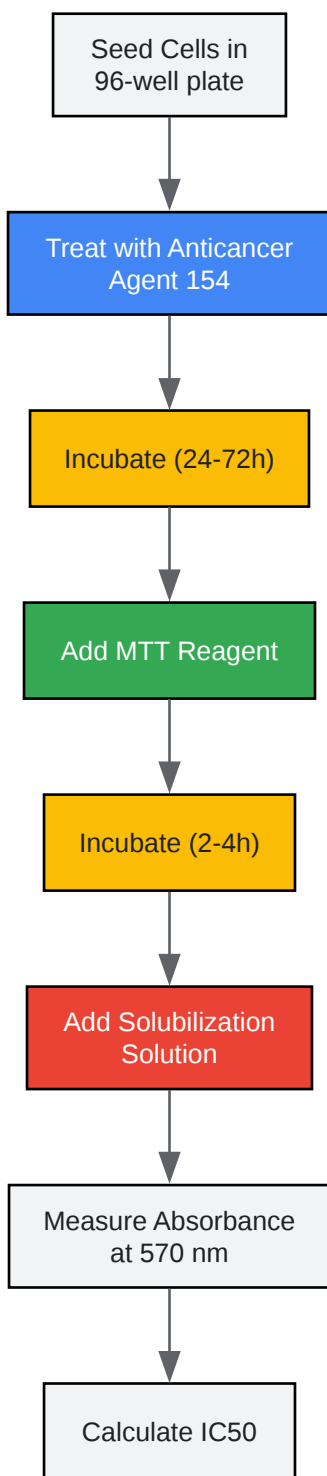 Seed Cells in
96-well plate
Treat with Anticancer
Agent 154
Incubate (24-72h)
Add MTT Reagent
Incubate (2-4h)
Add Solubilization
Solution
Measure Absorbance
at 570 nm
Calculate IC50